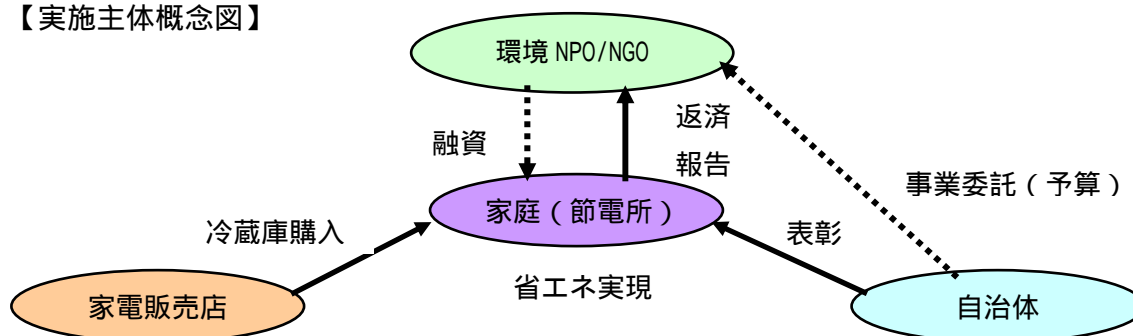 【実施主体概念図】
環境 NPO/NGO
融資
返済
報告
事業委託(予算)
家庭(節電所)
冷蔵庫購入
表彰
省エネ実現
家電販売店
自治体